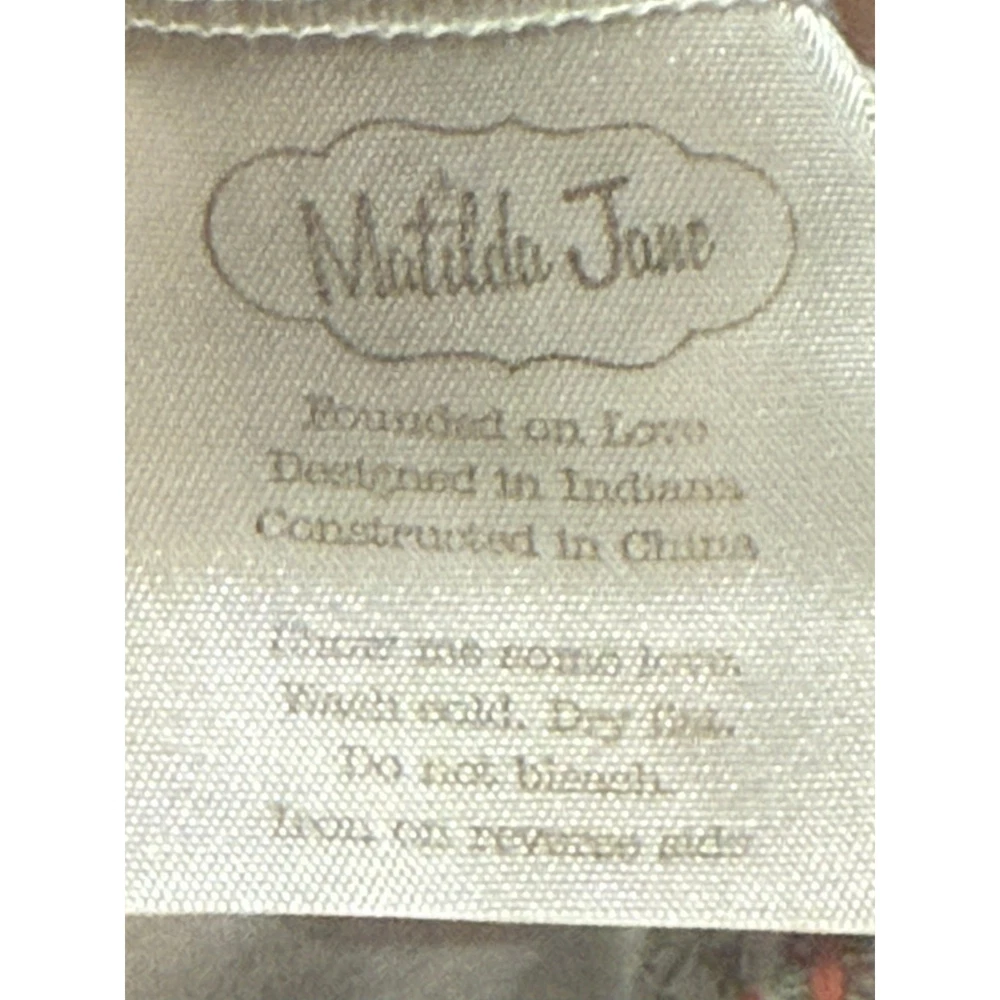 Matilda Jane
Founded on Love
Designed in Indiana
Constructed in China
Show me some love.
Wash cold. Dry flat.
Do not bleach.
Iron on reverse side